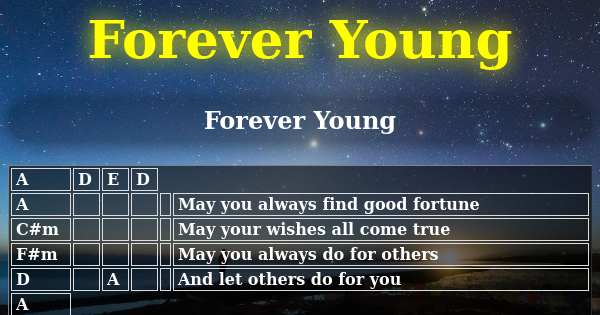 Forever Young
Forever Young
A D E D
A May you always find good fortune
C#m May your wishes all come true
F#m May you always do for others
D A And let others do for you
A